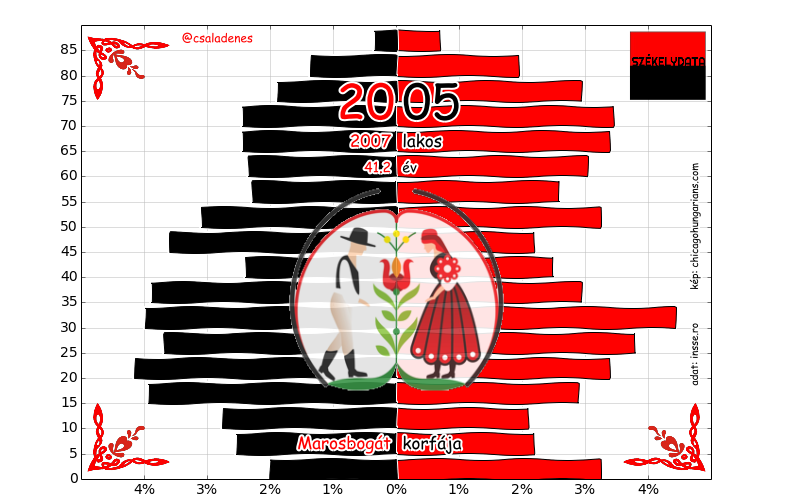 @csaladenes
SZÉKELYDATA
2005
2007 lakos
41,2 év
kép: chicagohungarians.com
adat: insse.ro
Marosbogát korfája
85
80
75
70
65
60
55
50
45
40
35
30
25
20
15
10
5
0
4% 3% 2% 1% 0% 1% 2% 3% 4%